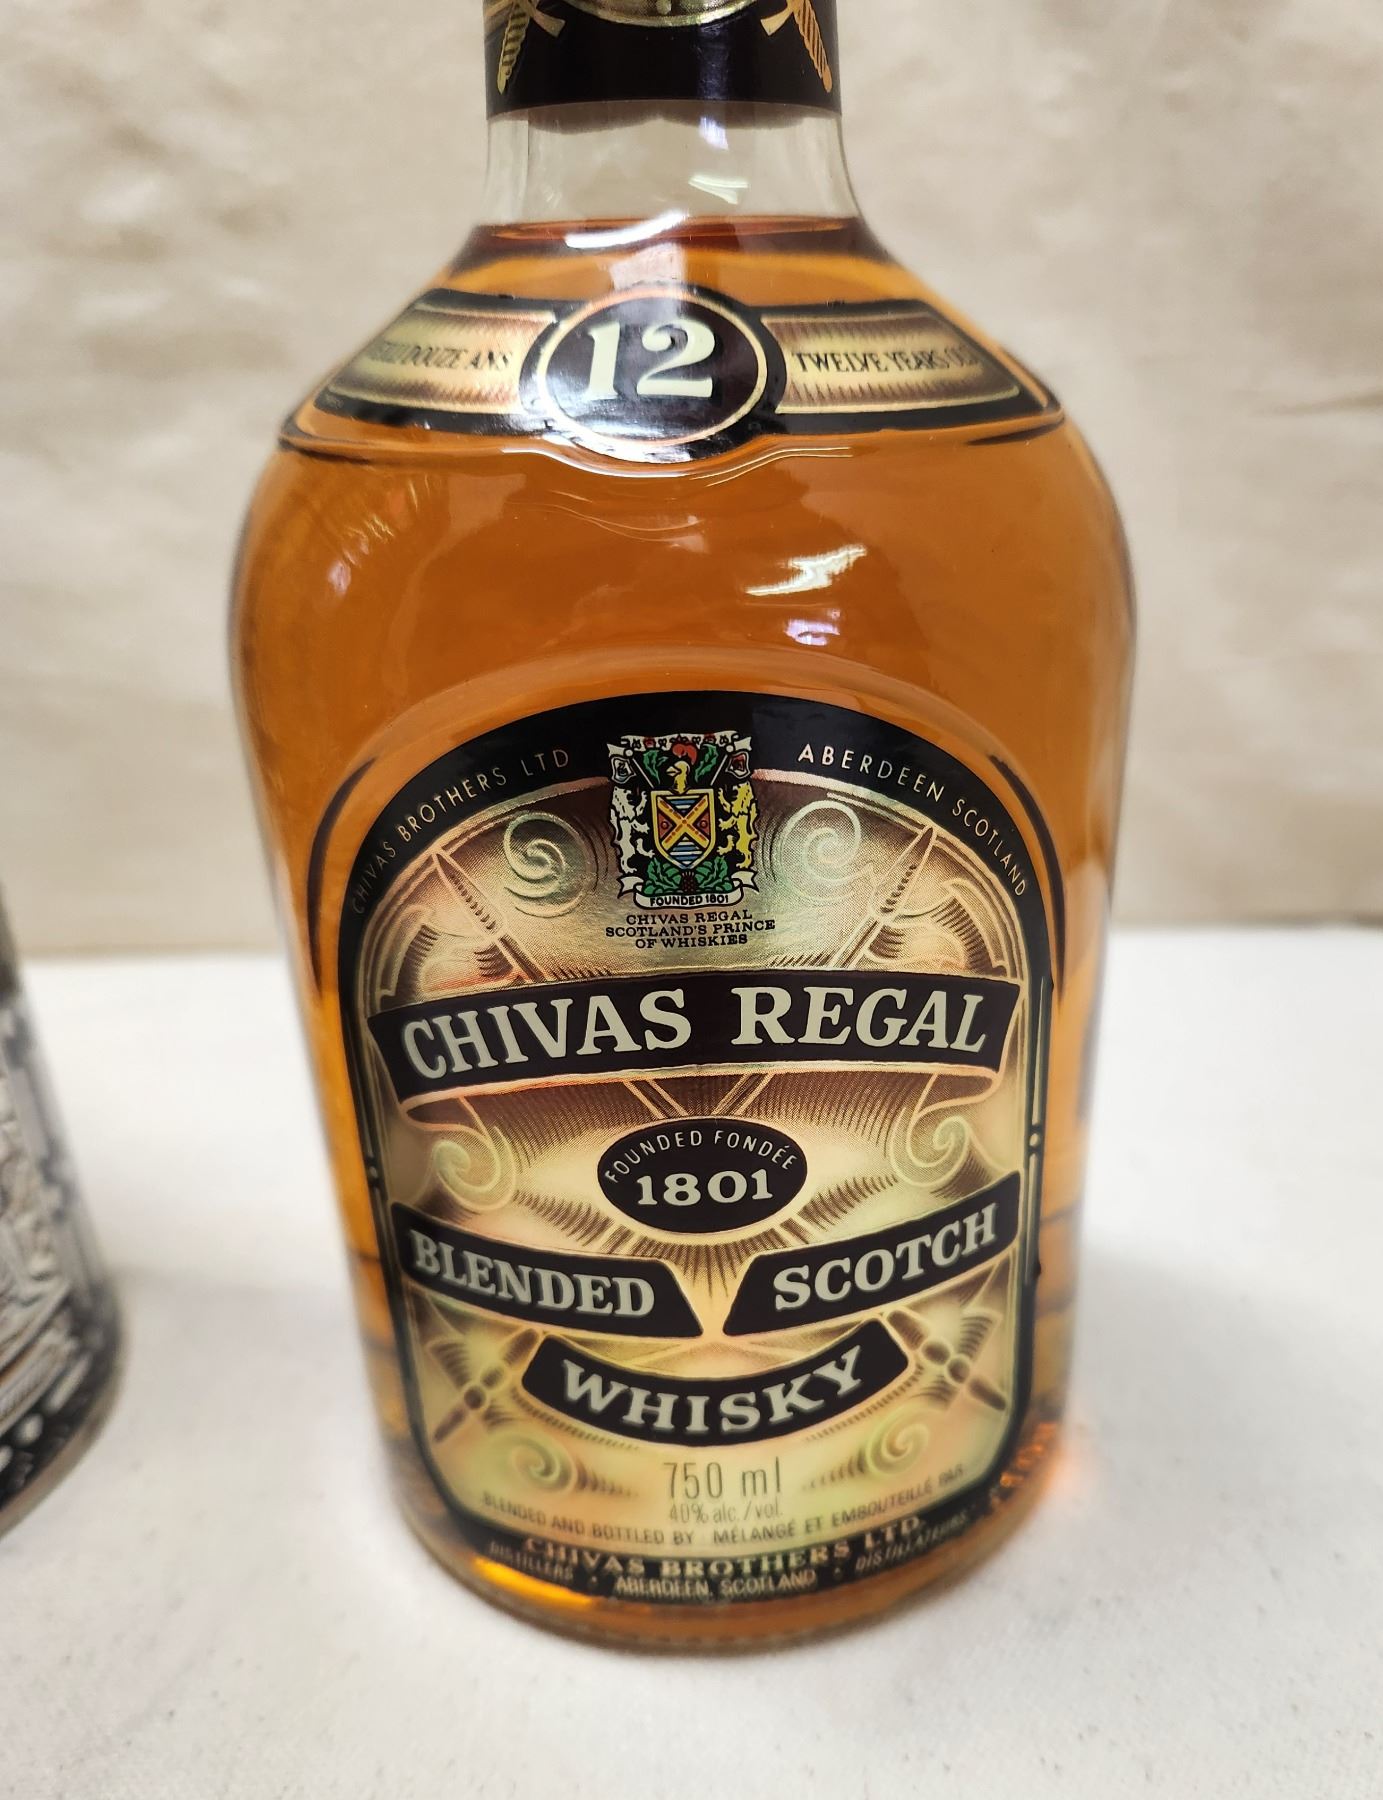 DOUZE ANS
12
TWELVE YEARS OLD
CHIVAS BROTHERS LTD
ABERDEEN SCOTLAND
FOUNDED 1801
CHIVAS REGAL
SCOTLAND'S PRINCE
OF WHISKIES
CHIVAS REGAL
FOUNDED FONDÉE
1801
BLENDED SCOTCH
WHISKY
750 ml
40% alc./vol.
BLENDED AND BOTTLED BY · MÉLANGÉ ET EMBOUTEILLÉ PAR
CHIVAS BROTHERS LTD.
DISTILLERS · ABERDEEN, SCOTLAND · DISTILLATEURS